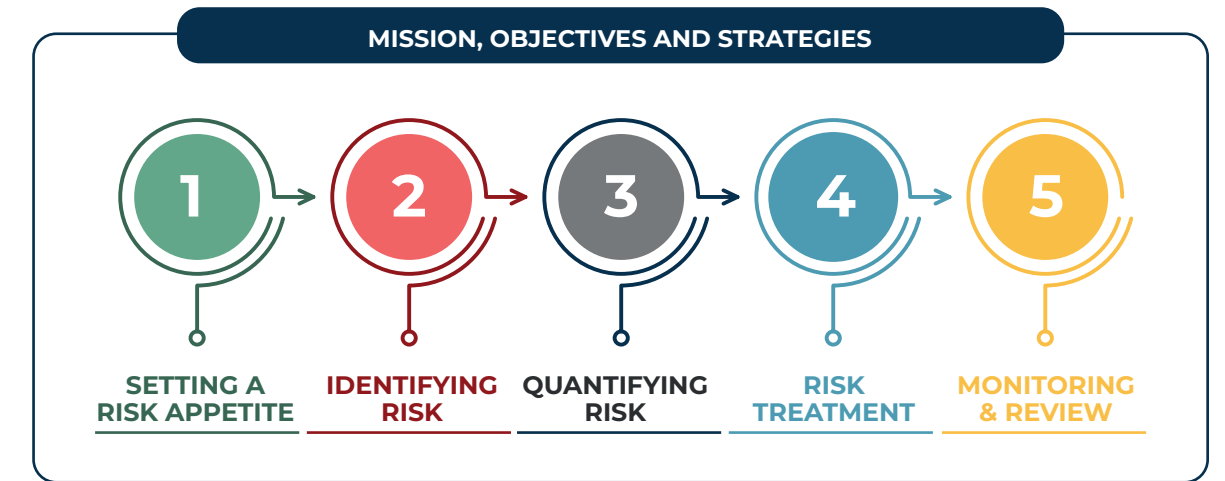 MISSION, OBJECTIVES AND STRATEGIES
1
2
3
4
5
SETTING A
RISK APPETITE
IDENTIFYING
RISK
QUANTIFYING
RISK
RISK
TREATMENT
MONITORING
& REVIEW